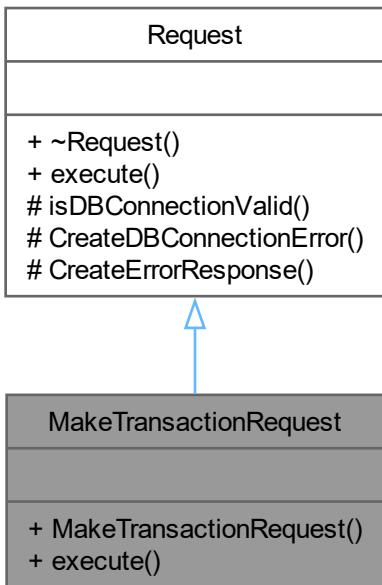 Request
+ ~Request()
+ execute()
# isDBConnectionValid()
# CreateDBConnectionError()
# CreateErrorResponse()
MakeTransactionRequest
+ MakeTransactionRequest()
+ execute()